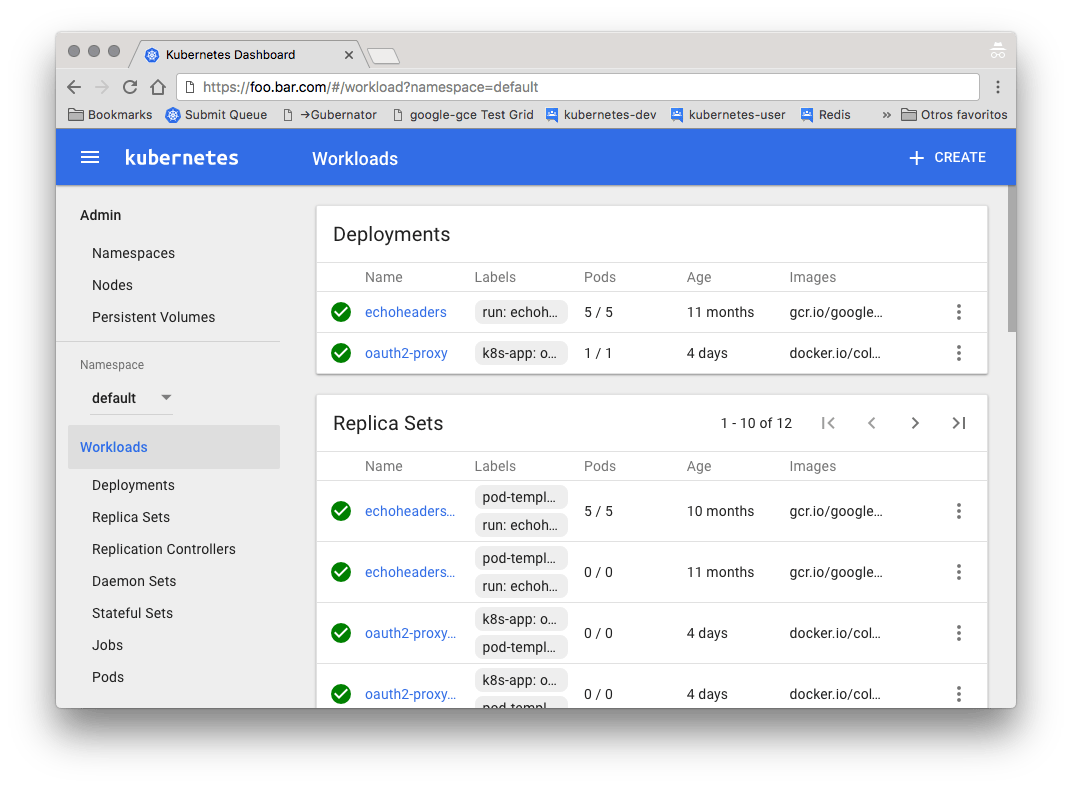 Kubernetes Dashboard
https://foo.bar.com/#/workload?namespace=default
Bookmarks Submit Queue →Gubernator google-gce Test Grid kubernetes-dev kubernetes-user Redis » Otros favoritos
kubernetes Workloads + CREATE
Admin
Namespaces
Nodes
Persistent Volumes
Namespace
default
Workloads
Deployments
Replica Sets
Replication Controllers
Daemon Sets
Stateful Sets
Jobs
Pods
Deployments
Name Labels Pods Age Images
echoheaders run: echoh… 5 / 5 11 months gcr.io/google…
oauth2-proxy k8s-app: o… 1 / 1 4 days docker.io/col…
Replica Sets 1 - 10 of 12
Name Labels Pods Age Images
echoheaders… pod-templ… 5 / 5 10 months gcr.io/google…
run: echoh…
echoheaders… pod-templ… 0 / 0 11 months gcr.io/google…
run: echoh…
oauth2-proxy… k8s-app: o… 0 / 0 4 days docker.io/col…
pod-templ…
oauth2-proxy… k8s-app: o… 0 / 0 4 days docker.io/col…
pod-templ…